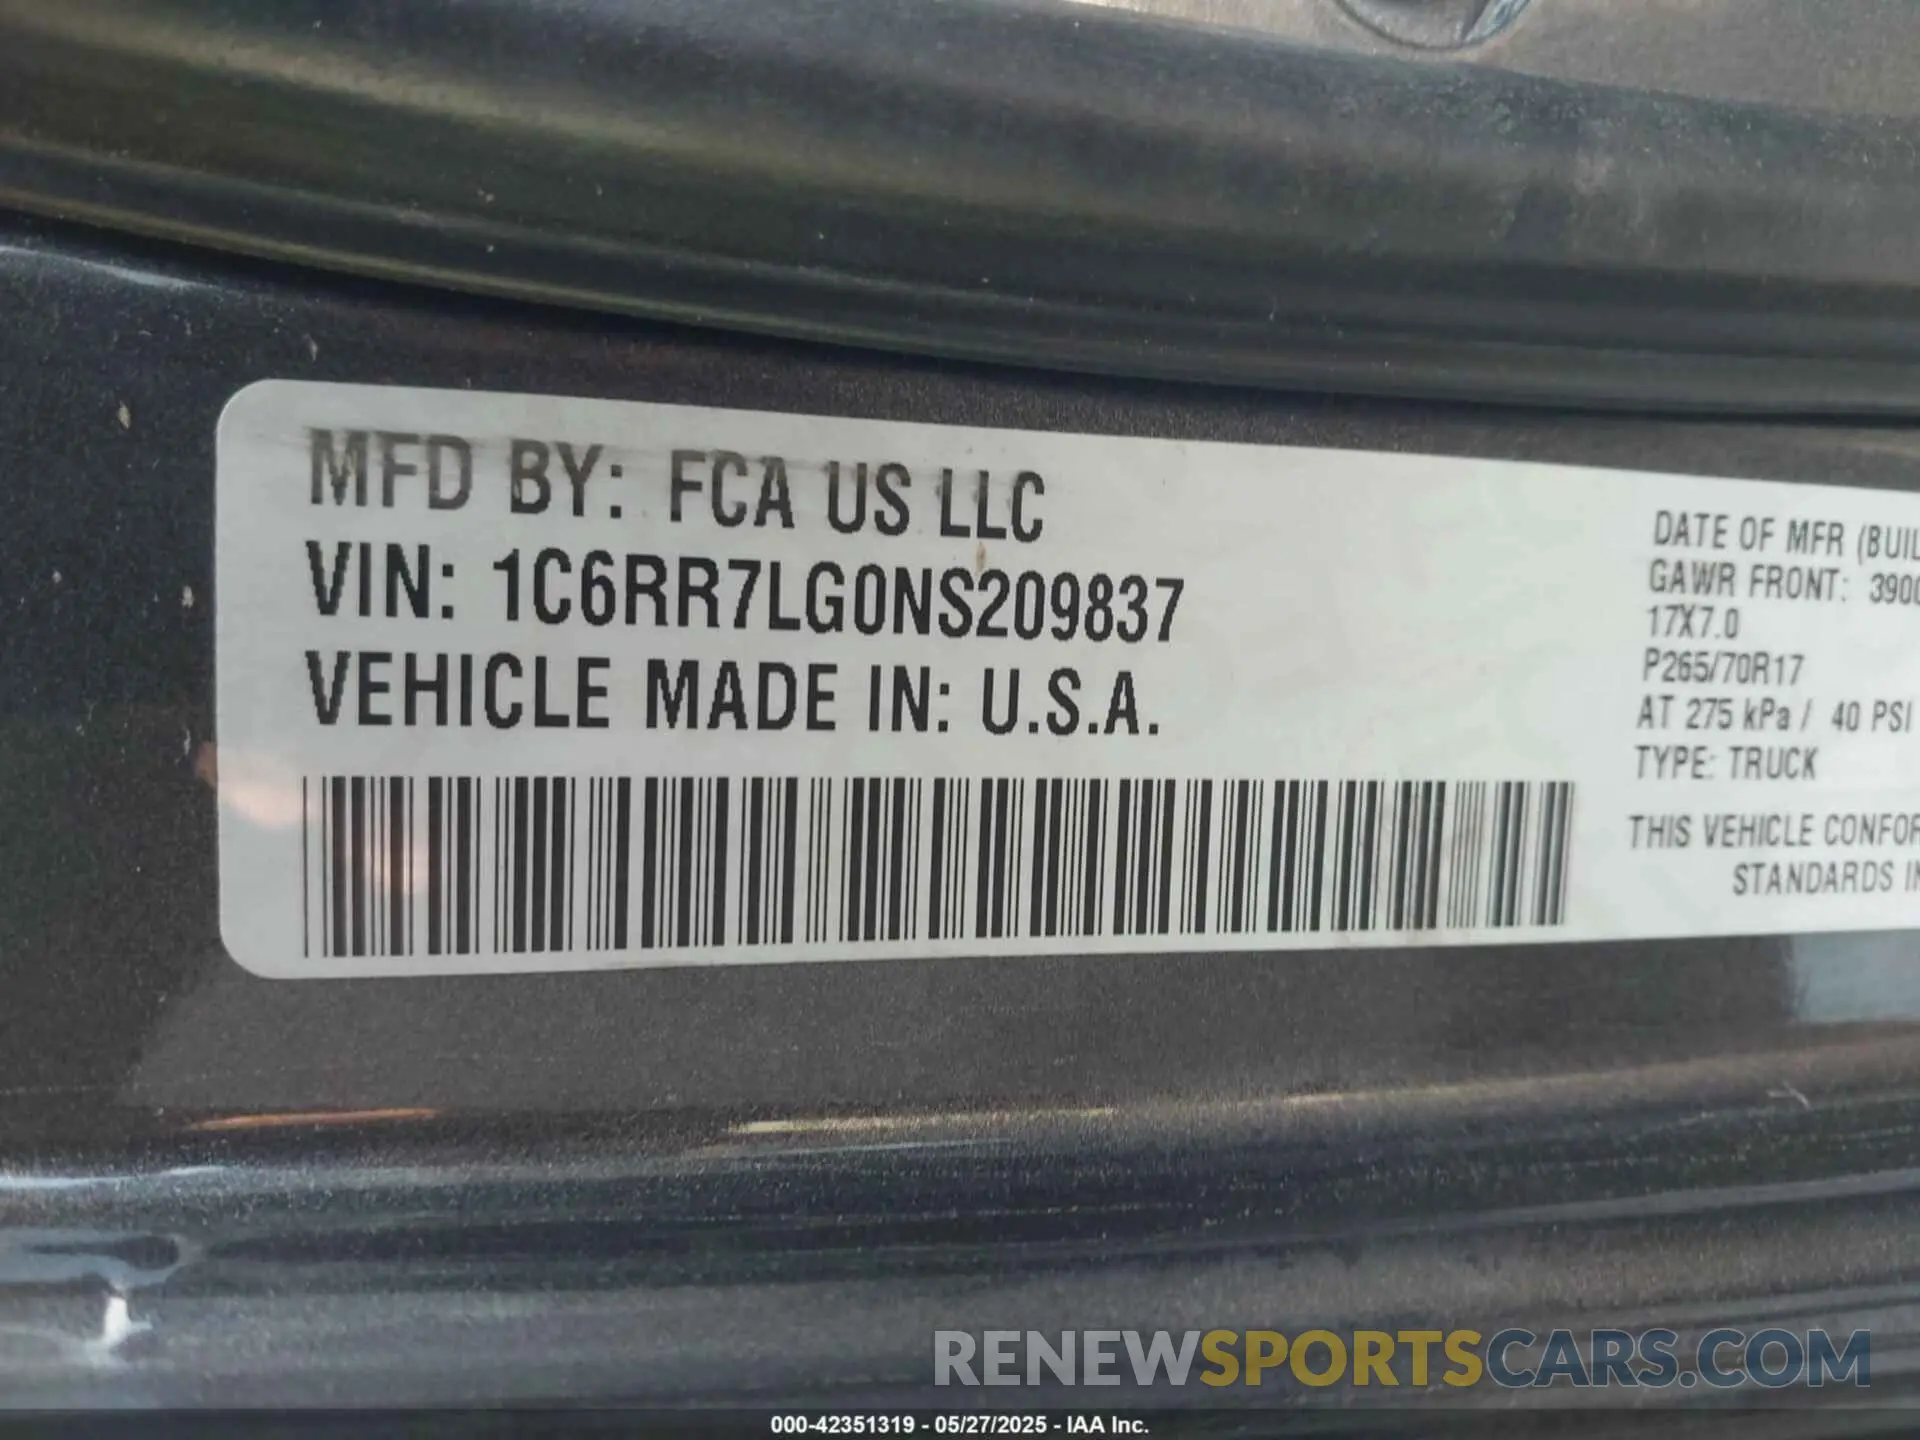 MFD BY: FCA US LLC
VIN: 1C6RR7LG0NS209837
VEHICLE MADE IN: U.S.A.
DATE OF MFR (BUIL
GAWR FRONT: 3900
17X7.0
P265/70R17
AT 275 kPa / 40 PSI
TYPE: TRUCK
THIS VEHICLE CONFOR
STANDARDS IN
RENEWSPORTSCARS.COM
000-42351319 - 05/27/2025 - IAA Inc.